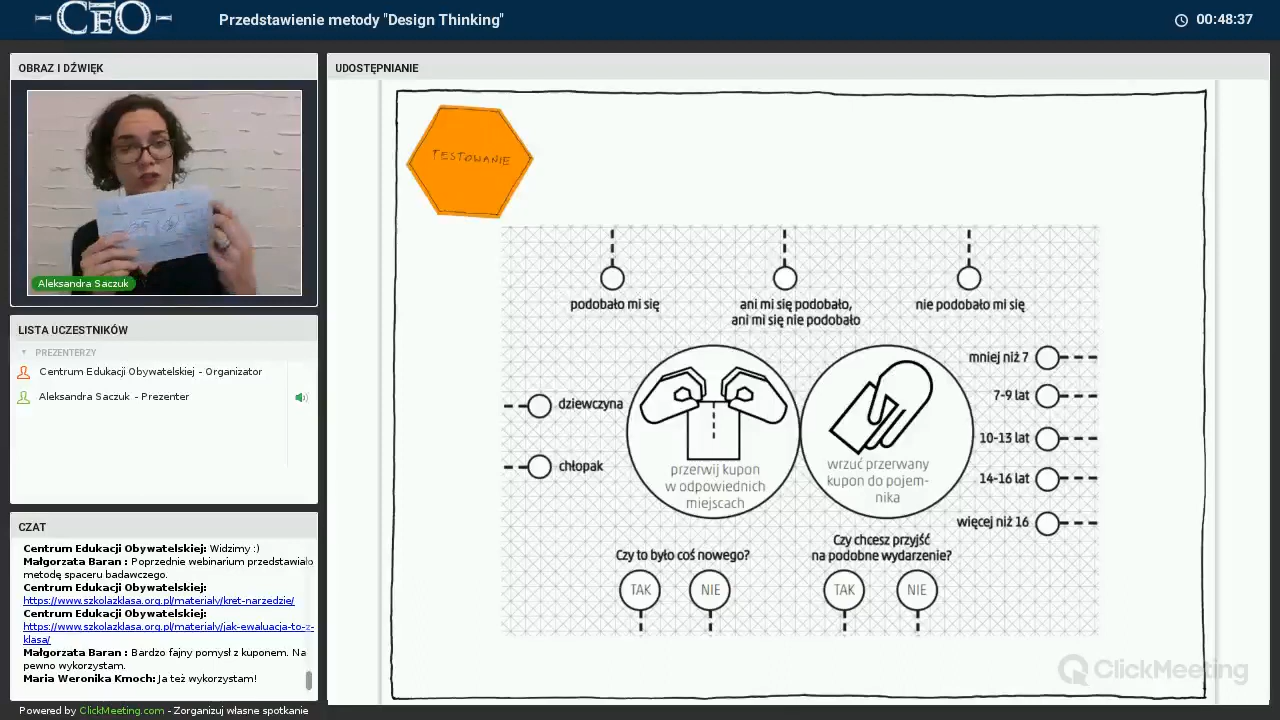 CEO
Przedstawienie metody "Design Thinking"
00:48:37
OBRAZ I DŹWIĘK
Aleksandra Saczuk
LISTA UCZESTNIKÓW
PREZENTERZY
Centrum Edukacji Obywatelskiej - Organizator
Aleksandra Saczuk - Prezenter
CZAT
Centrum Edukacji Obywatelskiej: Widzimy :)
Małgorzata Baran : Poprzednie webinarium przedstawiało
metodę spaceru badawczego.
Centrum Edukacji Obywatelskiej:
https://www.szkolazklasa.org.pl/materialy/kret-narzedzie/
Centrum Edukacji Obywatelskiej:
https://www.szkolazklasa.org.pl/materialy/jak-ewaluacja-to-z-
klasa/
Małgorzata Baran : Bardzo fajny pomysł z kuponem. Na
pewno wykorzystam.
Maria Weronika Kmoch: Ja też wykorzystam!
Powered by ClickMeeting.com - Zorganizuj własne spotkanie
UDOSTĘPNIANIE
TESTOWANIE
podobało mi się
ani mi się podobało,
ani mi się nie podobało
nie podobało mi się
dziewczyna
chłopak
przerwij kupon
w odpowiednich
miejscach
wrzuć przerwany
kupon do pojem-
nika
mniej niż 7
7-9 lat
10-13 lat
14-16 lat
więcej niż 16
Czy to było coś nowego?
TAK NIE
Czy chcesz przyjść
na podobne wydarzenie?
TAK NIE
ClickMeeting